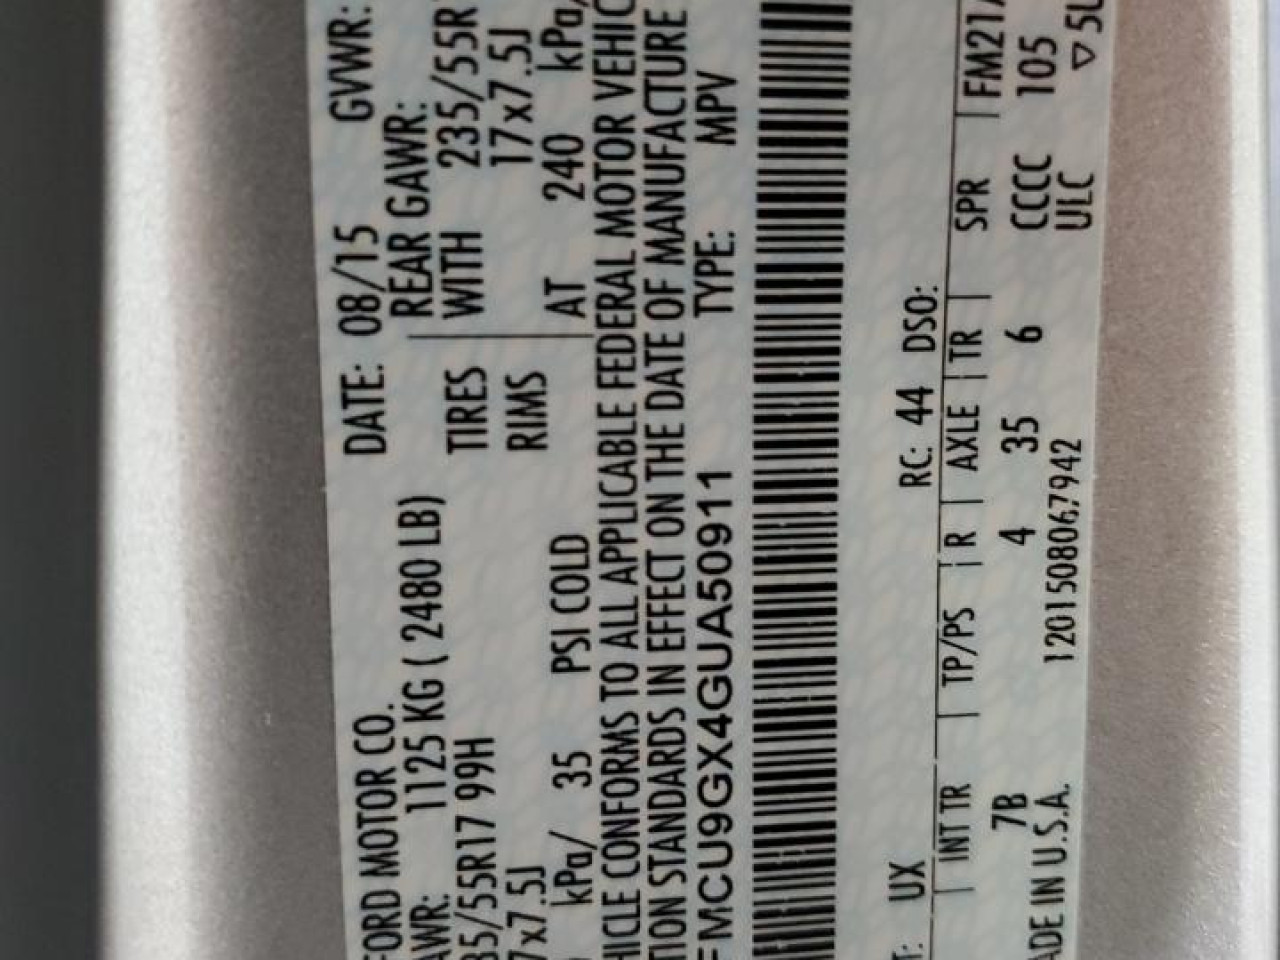 FORD MOTOR CO. DATE: 08/15 GVWR:
AWR: 1125 KG ( 2480 LB) REAR GAWR:
35/55R17 99H TIRES WITH 235/55R
7x7.5J RIMS 17x7.5J
kPa/ 35 PSI COLD AT 240 kPa/
HICLE CONFORMS TO ALL APPLICABLE FEDERAL MOTOR VEHIC
TION STANDARDS IN EFFECT ON THE DATE OF MANUFACTURE
FMCU9GX4GUA50911 TYPE: MPV
T: UX RC: 44 DSO:
INT TR TP/PS R AXLE TR SPR FM21
7B 4 35 6 CCCC 105
ADE IN U.S.A. 1201508067942 ULC ▽5U